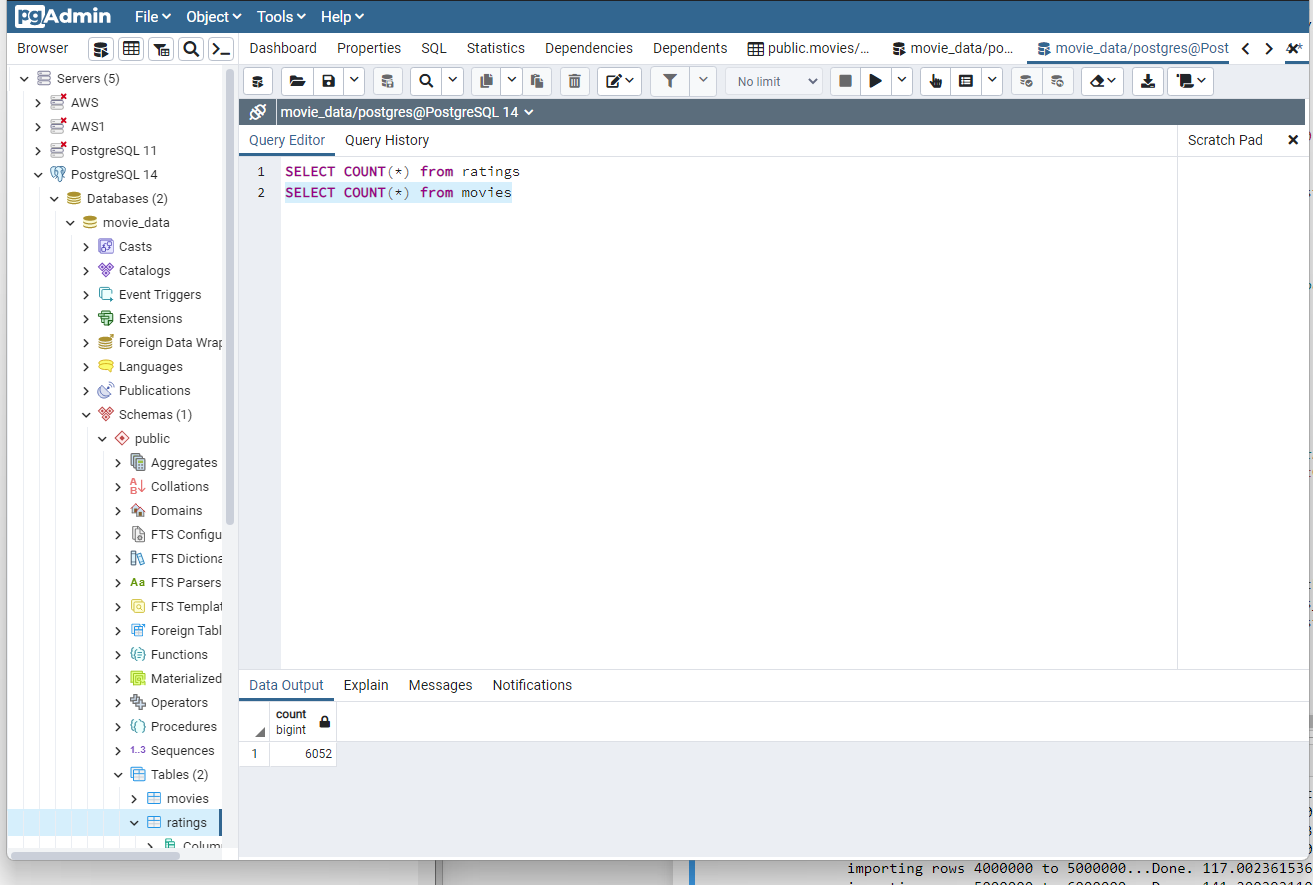 pgAdmin File Object Tools Help
Browser Dashboard Properties SQL Statistics Dependencies Dependents public.movies/... movie_data/po... movie_data/postgres@Post
No limit
movie_data/postgres@PostgreSQL 14
Query Editor Query History Scratch Pad
1 SELECT COUNT(*) from ratings
2 SELECT COUNT(*) from movies
Servers (5)
AWS
AWS1
PostgreSQL 11
PostgreSQL 14
Databases (2)
movie_data
Casts
Catalogs
Event Triggers
Extensions
Foreign Data Wrap
Languages
Publications
Schemas (1)
public
Aggregates
Collations
Domains
FTS Configu
FTS Dictiona
Aa FTS Parsers
FTS Templat
Foreign Tabl
Functions
Materialized
Operators
Procedures
1..3 Sequences
Tables (2)
movies
ratings
Colum
Data Output Explain Messages Notifications
count
bigint
1 6052
importing rows 4000000 to 5000000...Done. 117.002361536